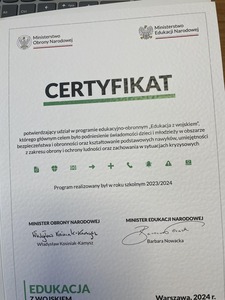 Ministerstwo
Obrony Narodowej
Ministerstwo
Edukacji Narodowej
CERTYFIKAT
potwierdzający udział w programie edukacyjno-obronnym „Edukacja z wojskiem",
którego głównym celem było podniesienie świadomości dzieci i młodzieży w obszarze
bezpieczeństwa i obronności oraz kształtowanie podstawowych nawyków, umiejętności
z zakresu obrony i ochrony ludności oraz zachowania w sytuacjach kryzysowych
Program realizowany był w roku szkolnym 2023/2024
MINISTER OBRONY NARODOWEJ
Władysław Kosiniak-Kamysz
MINISTER EDUKACJI NARODOWEJ
Barbara Nowacka
EDUKACJA
Z WOJSKIEM
Warszawa, 2024 r.